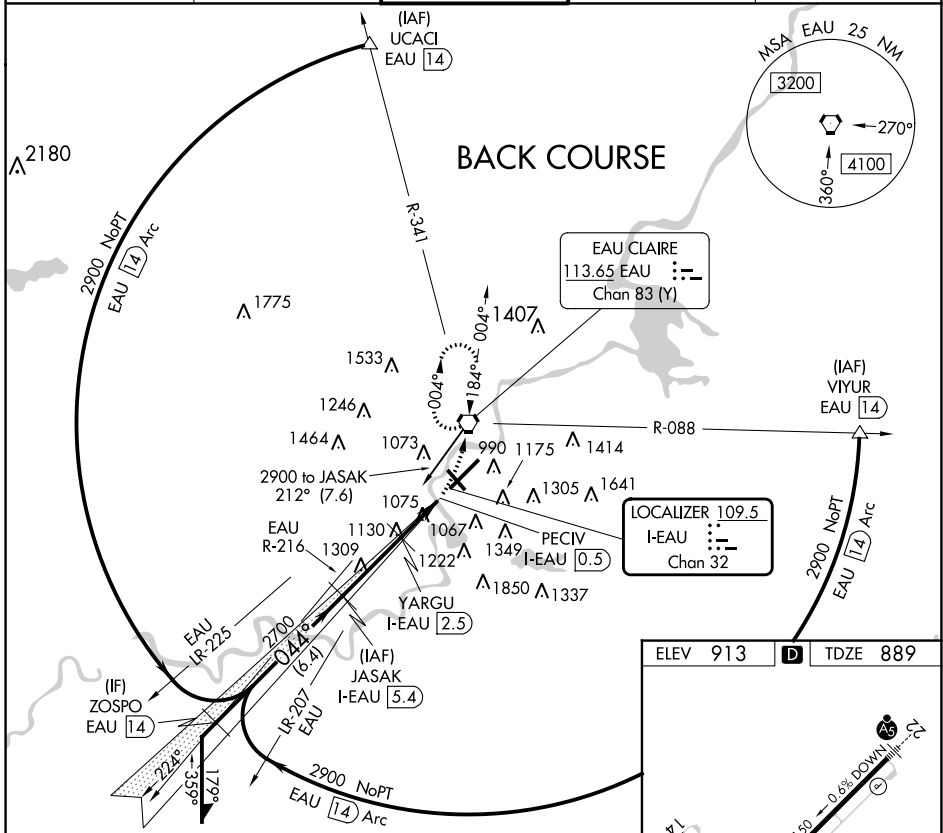 (IAF)
UCACI
EAU 14
MSA EAU 25 NM
3200
270°
4100
360°
2180
BACK COURSE
R-341
2900 NoPT
EAU 14 Arc
EAU CLAIRE
113.65 EAU
Chan 83 (Y)
1775
1407
004°
1533
004°
184°
(IAF)
VIYUR
EAU 14
1246
1464
1073
R-088
990
1175
1414
2900 to JASAK
212° (7.6)
1075
1305
1641
LOCALIZER 109.5
I-EAU
Chan 32
EAU
R-216
1130
1067
1309
1222
1349
PECIV
I-EAU 0.5
2900 NoPT
EAU 14 Arc
1850
1337
YARGU
I-EAU 2.5
EAU
LR-225
2700
044°
(6.4)
(IAF)
JASAK
I-EAU 5.4
(IF)
ZOSPO
EAU 14
LR-207
EAU
224°
359°
179°
2900 NoPT
EAU 14 Arc
ELEV 913
D
TDZE 889
A5
22
0.6% DOWN
P
50
14